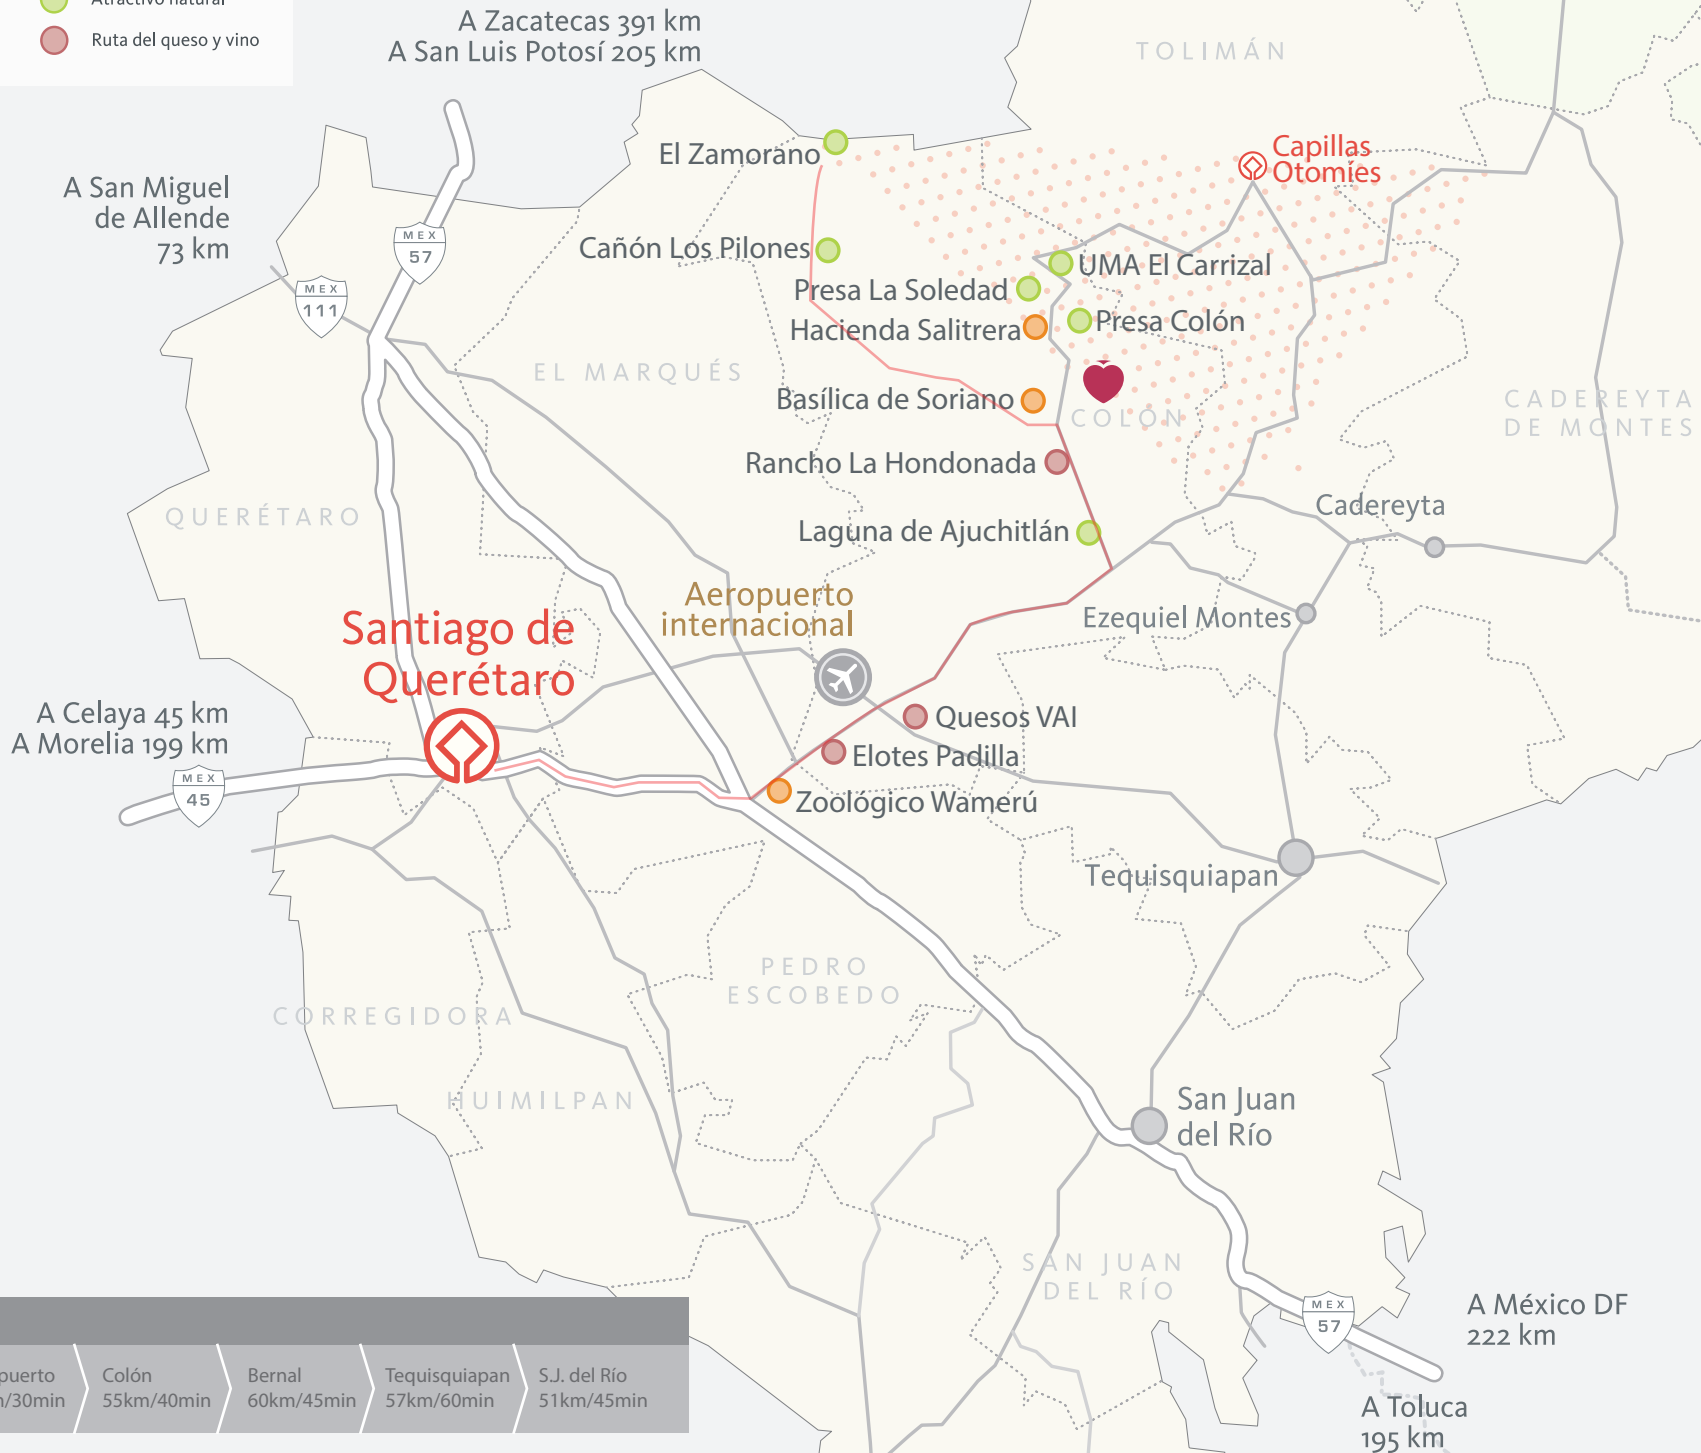 Atractivo natural
Ruta del queso y vino
A Zacatecas 391 km
A San Luis Potosí 205 km
TOLIMÁN
El Zamorano
Capillas
Otomíes
A San Miguel
de Allende
73 km
MEX
57
Cañón Los Pilones
UMA El Carrizal
MEX
111
Presa La Soledad
Hacienda Salitrera
Presa Colón
EL MARQUÉS
Basílica de Soriano
COLÓN
CADEREYTA
DE MONTES
Rancho La Hondonada
QUERÉTARO
Cadereyta
Laguna de Ajuchitlán
Aeropuerto
internacional
Ezequiel Montes
Santiago de
Querétaro
A Celaya 45 km
A Morelia 199 km
Quesos VAI
Elotes Padilla
MEX
45
Zoológico Wamerú
Tequisquiapan
PEDRO
ESCOBEDO
CORREGIDORA
HUIMILPAN
San Juan
del Río
SAN JUAN
DEL RÍO
MEX
57
A México DF
222 km
A Toluca
195 km
puerto
/30min
Colón
55km/40min
Bernal
60km/45min
Tequisquiapan
57km/60min
S.J. del Río
51km/45min